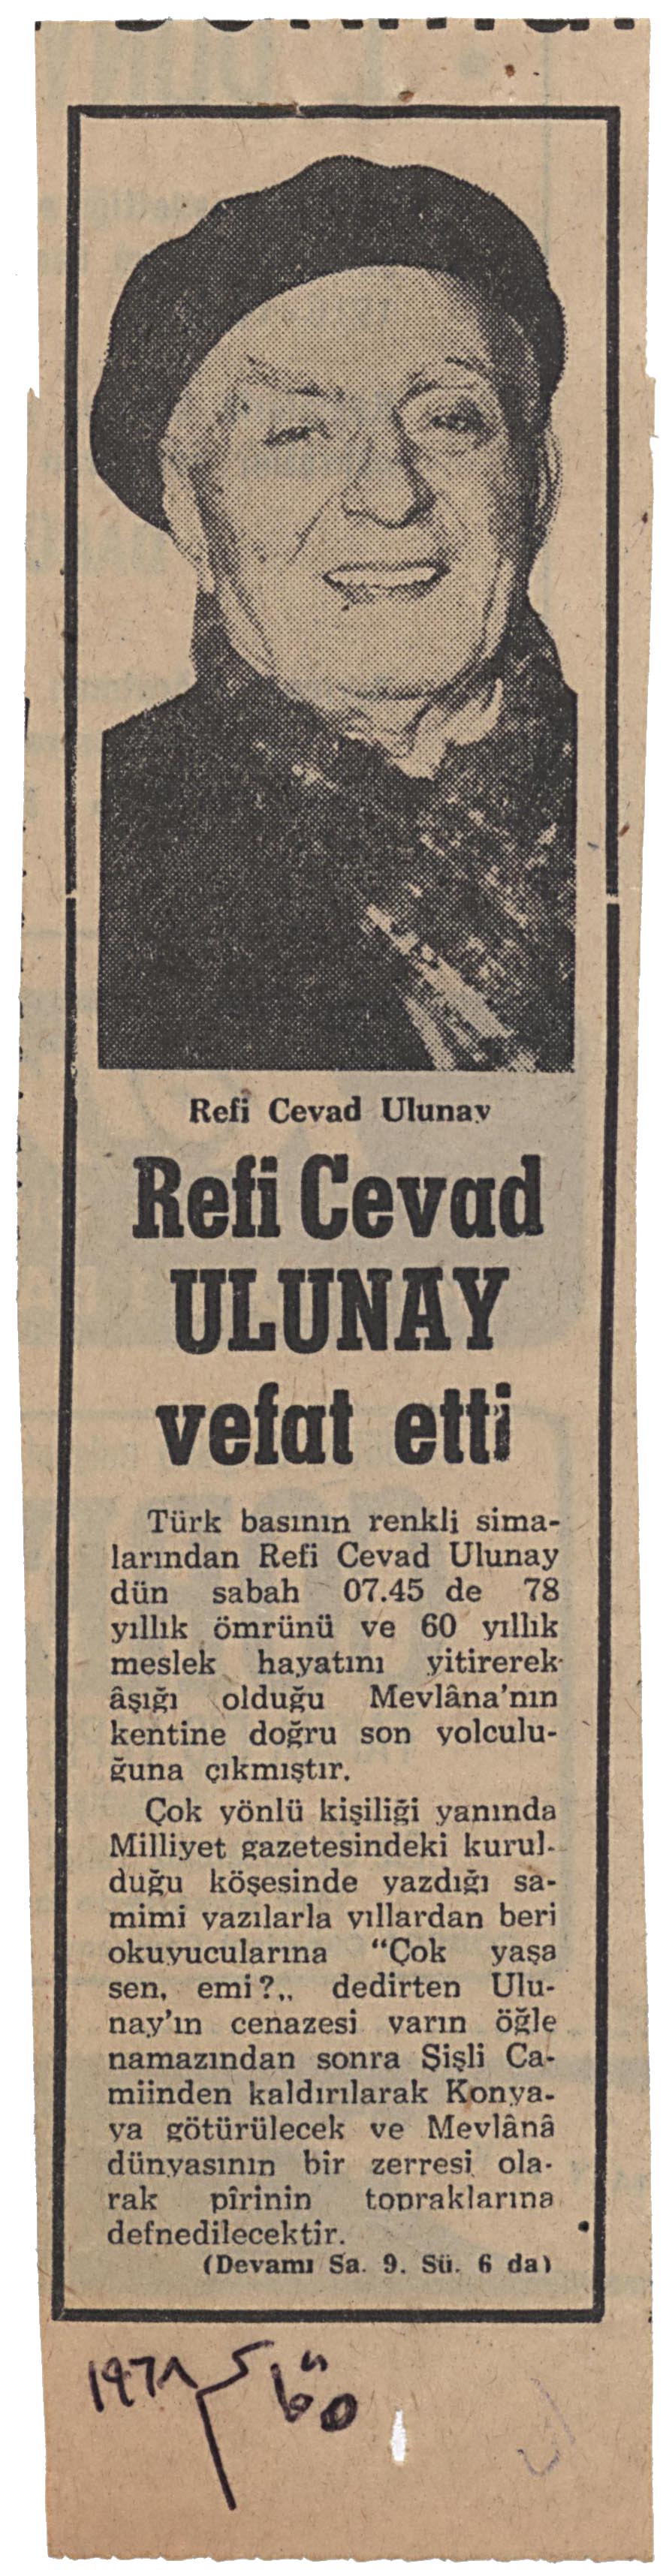 Refi Cevad Ulunay
Refi Cevad
ULUNAY
vefat etti
Türk basının renkli sima-
larından Refi Cevad Ulunay
dün sabah 07.45 de 78
yıllık ömrünü ve 60 yıllık
meslek hayatını yitirerek
âşığı olduğu Mevlâna'nın
kentine doğru son yolculu-
ğuna çıkmıştır.
Çok yönlü kişiliği yanında
Milliyet gazetesindeki kurul-
duğu köşesinde yazdığı sa-
mimi yazılarla yıllardan beri
okuyucularına “Çok yaşa
sen, emi?„ dedirten Ulu-
nay'ın cenazesi yarın öğle
namazından sonra Şişli Ca-
miinden kaldırılarak Konya-
ya götürülecek ve Mevlânâ
dünyasının bir zerresi ola-
rak pîrinin topraklarına
defnedilecektir.
(Devamı Sa. 9. Sü. 6 da)